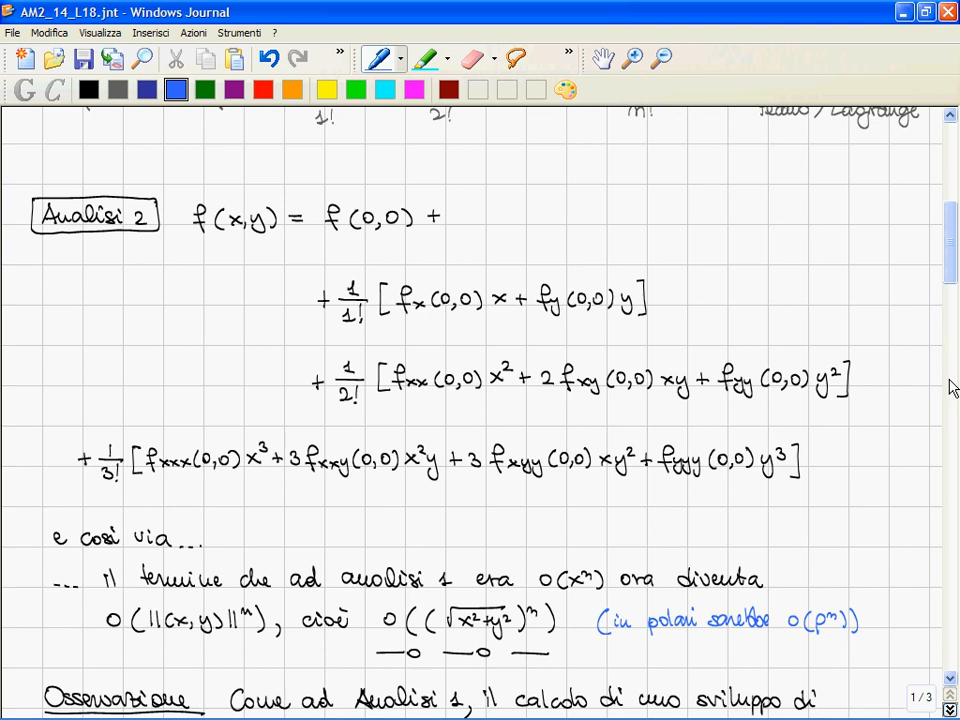 AM2_14_L18.jnt - Windows Journal
File Modifica Visualizza Inserisci Azioni Strumenti ?
1! 2! n! Peano / Lagrange
Analisi 2 f(x,y) = f(0,0) +
+ 1/1! [fx(0,0) x + fy(0,0) y]
+ 1/2! [fxx(0,0) x² + 2 fxy(0,0) xy + fyy(0,0) y²]
+ 1/3! [fxxx(0,0) x³ + 3 fxxy(0,0) x²y + 3 fxyy(0,0) xy² + fyyy(0,0) y³]
e così via...
... il termine che ad analisi 1 era o(xⁿ) ora diventa
o(||(x,y)||ⁿ), cioè o((√x²+y²)ⁿ) (in polari sarebbe o(ρⁿ))
—o —o —
Osservazione Come ad Analisi 1, il calcolo di uno sviluppo di
1 / 3